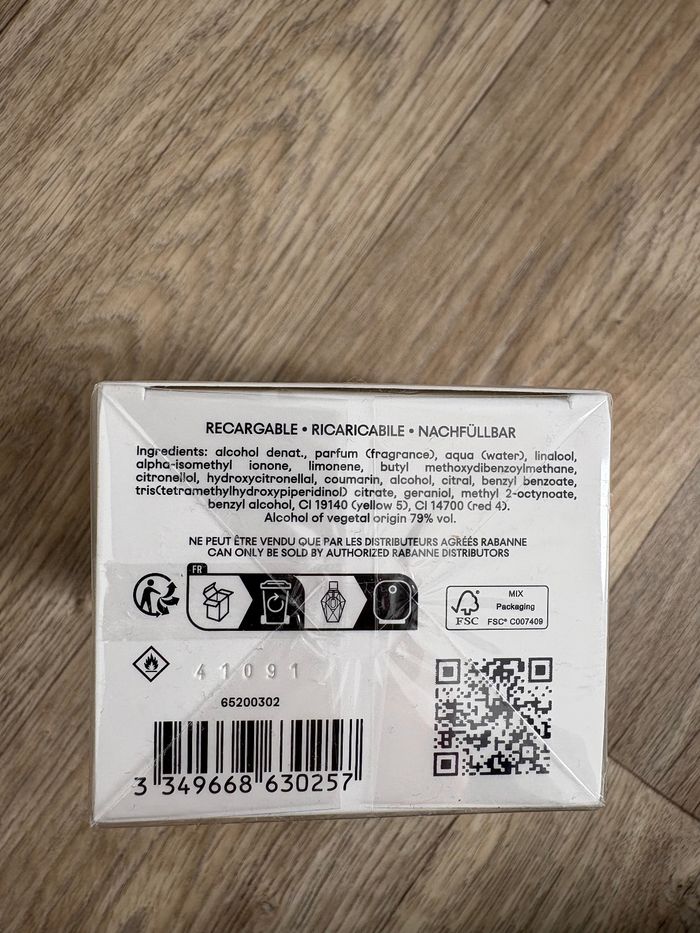 RECARGABLE • RICARICABILE • NACHFÜLLBAR
Ingredients: alcohol denat., parfum (fragrance), aqua (water), linalool,
alpha-isomethyl ionone, limonene, butyl methoxydibenzoylmethane,
citronellol, hydroxycitronellal, coumarin, alcohol, citral, benzyl benzoate,
tris(tetramethylhydroxypiperidinol) citrate, geraniol, methyl 2-octynoate,
benzyl alcohol, CI 19140 (yellow 5), CI 14700 (red 4).
Alcohol of vegetal origin 79% vol.
NE PEUT ÊTRE VENDU QUE PAR LES DISTRIBUTEURS AGRÉÉS RABANNE
CAN ONLY BE SOLD BY AUTHORIZED RABANNE DISTRIBUTORS
FR
FSC
MIX
Packaging
FSC® C007409
41091
65200302
3 349668 630257